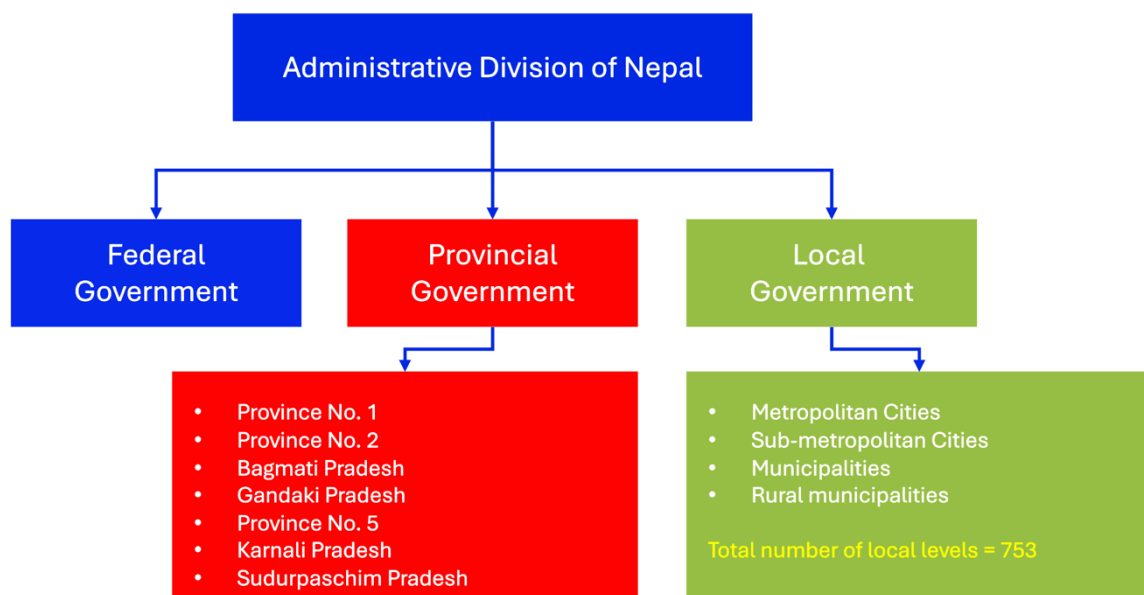 Administrative Division of Nepal
Federal
Government
Provincial
Government
Local
Government
• Province No. 1
• Province No. 2
• Bagmati Pradesh
• Gandaki Pradesh
• Province No. 5
• Karnali Pradesh
• Sudurpaschim Pradesh
• Metropolitan Cities
• Sub-metropolitan Cities
• Municipalities
• Rural municipalities
Total number of local levels = 753